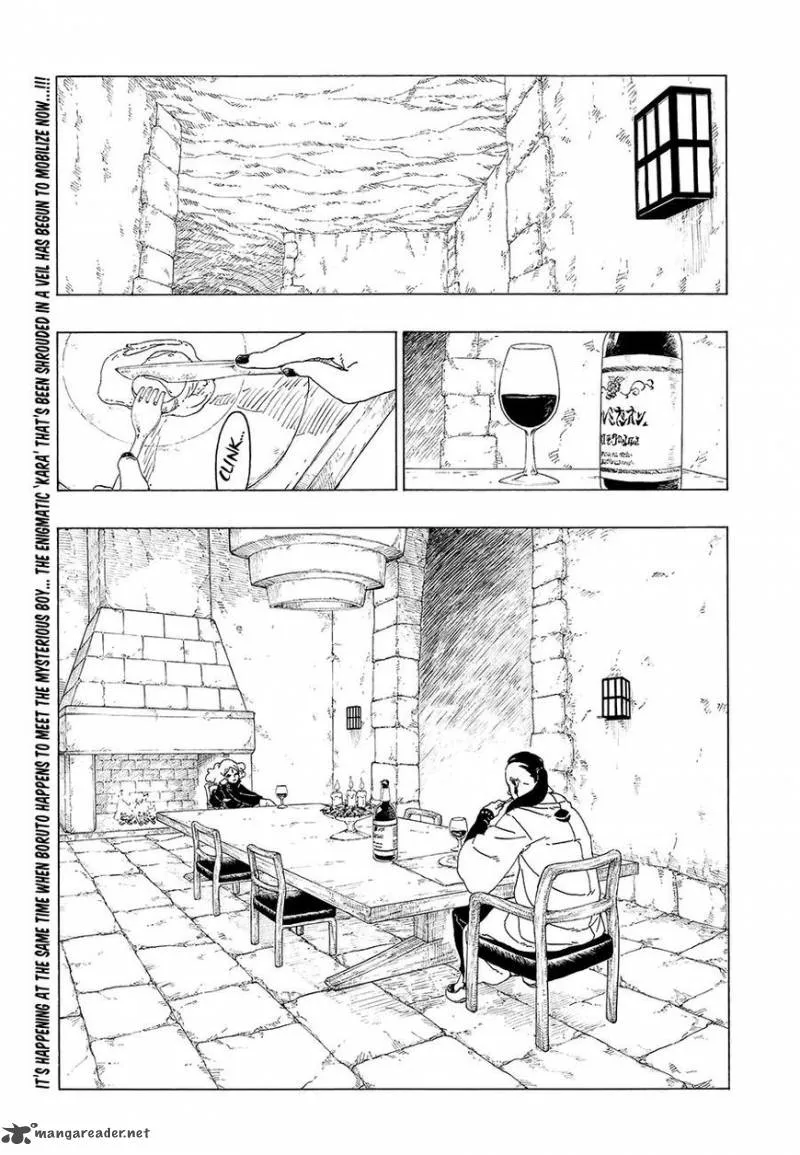 IT'S HAPPENING AT THE SAME TIME WHEN BORUTO HAPPENS TO MEET THE MYSTERIOUS BOY... THE ENIGMATIC 'KARA' THAT'S BEEN SHROUDED IN A VEIL HAS BEGUN TO MOBILIZE NOW...!!!
CLINK...
mangareader.net